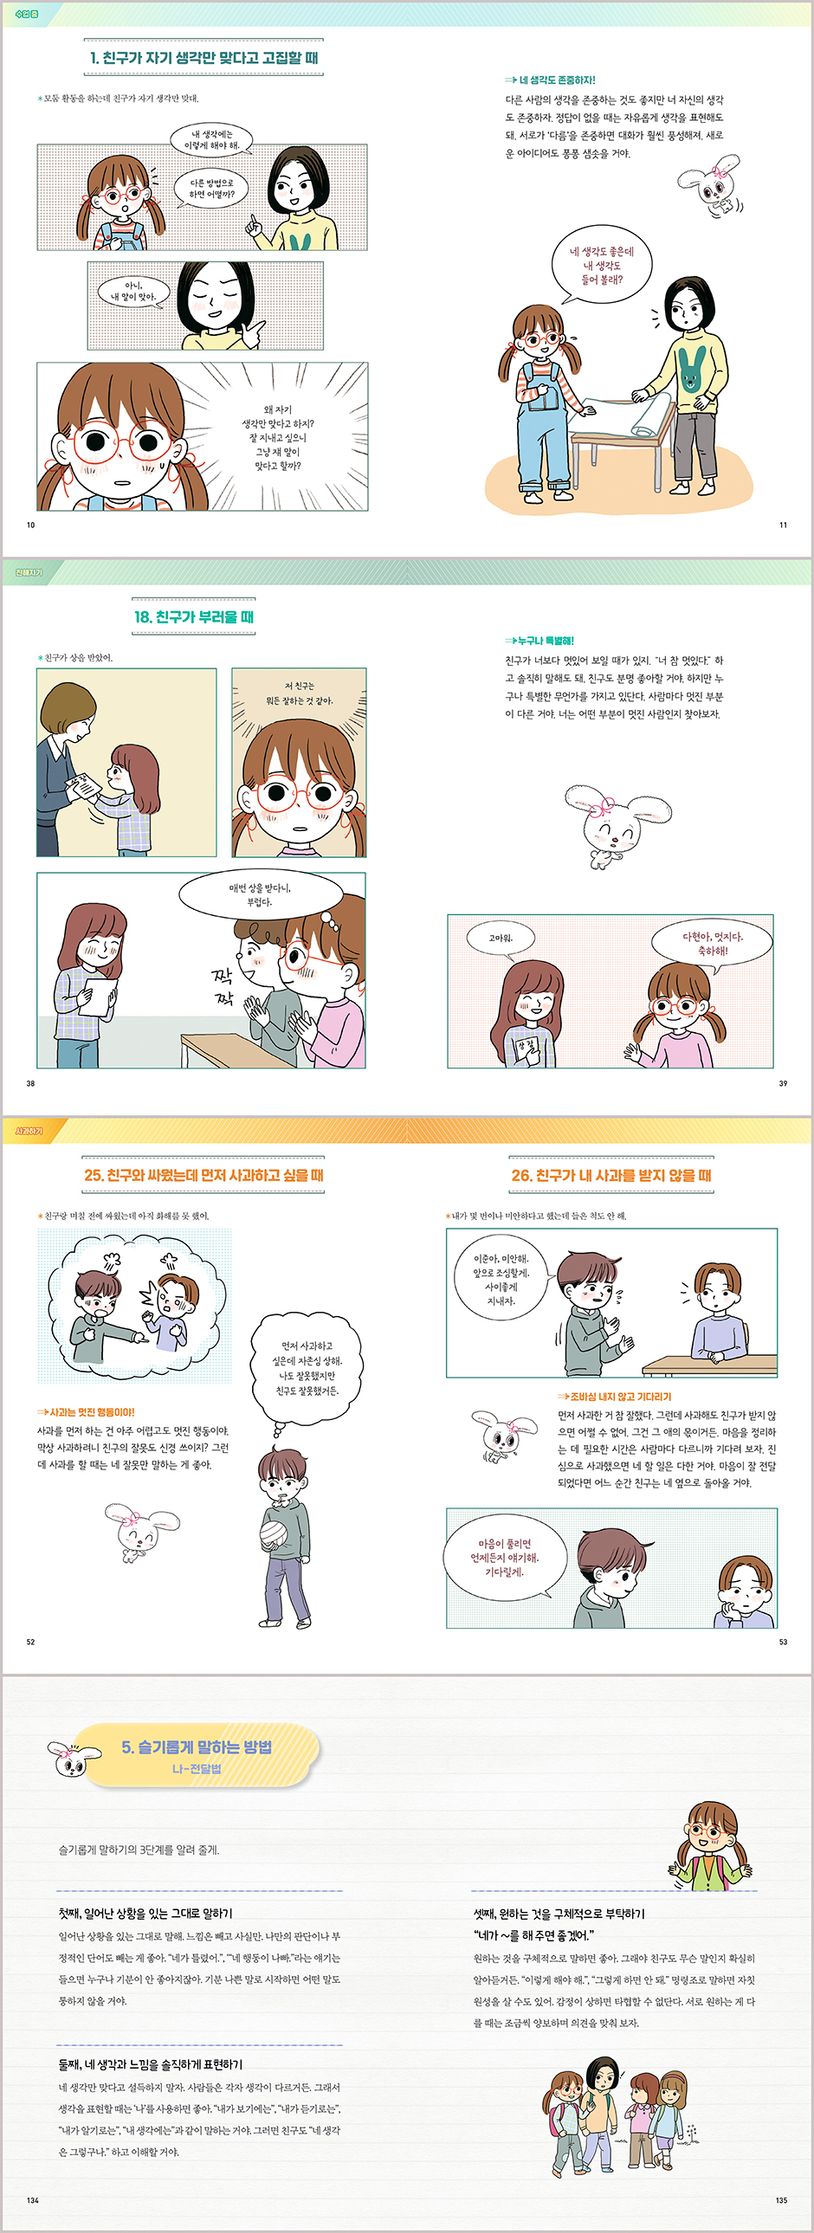 수업 중
1. 친구가 자기 생각만 맞다고 고집할 때
*모둠 활동을 하는데 친구가 자기 생각만 맞대.
내 생각에는
이렇게 해야 해.
다른 방법으로
하면 어떨까?
아니,
내 말이 맞아.
왜 자기
생각만 맞다고 하지?
잘 지내고 싶으니
그냥 쟤 말이
맞다고 할까?
10
네 생각도 존중하자!
다른 사람의 생각을 존중하는 것도 좋지만 너 자신의 생각
도 존중하자. 정답이 없을 때는 자유롭게 생각을 표현해도
돼. 서로가 '다름'을 존중하면 대화가 훨씬 풍성해져. 새로
운 아이디어도 퐁퐁 샘솟을 거야.
네 생각도 좋은데
내 생각도
들어 볼래?
11
친해지기
18. 친구가 부러울 때
*친구가 상을 받았어.
저 친구는
뭐든 잘하는 것 같아.
매번 상을 받다니,
부럽다.
짝
짝
38
누구나 특별해!
친구가 너보다 멋있어 보일 때가 있지. "너 참 멋있다." 하
고 솔직히 말해도 돼. 친구도 분명 좋아할 거야. 하지만 누
구나 특별한 무언가를 가지고 있단다. 사람마다 멋진 부분
이 다른 거야. 너는 어떤 부분이 멋진 사람인지 찾아보자.
고마워.
다현아, 멋지다.
축하해!
상장
39
사과하기
25. 친구와 싸웠는데 먼저 사과하고 싶을 때
*친구랑 며칠 전에 싸웠는데 아직 화해를 못 했어.
먼저 사과하고
싶은데 자존심 상해.
나도 잘못했지만
친구도 잘못했거든.
사과는 멋진 행동이야!
사과를 먼저 하는 건 아주 어렵고도 멋진 행동이야.
막상 사과하려니 친구의 잘못도 신경 쓰이지? 그런
데 사과를 할 때는 네 잘못만 말하는 게 좋아.
52
26. 친구가 내 사과를 받지 않을 때
*내가 몇 번이나 미안하다고 했는데 들은 척도 안 해.
이준아, 미안해.
앞으로 조심할게.
사이좋게
지내자.
조바심 내지 않고 기다리기
먼저 사과한 거 참 잘했다. 그런데 사과해도 친구가 받지 않
으면 어쩔 수 없어. 그건 그 애의 몫이거든. 마음을 정리하
는 데 필요한 시간은 사람마다 다르니까 기다려 보자. 진
심으로 사과했으면 네 할 일은 다한 거야. 마음이 잘 전달
되었다면 어느 순간 친구는 네 옆으로 돌아올 거야.
마음이 풀리면
언제든지 얘기해.
기다릴게.
53
5. 슬기롭게 말하는 방법
나-전달법
슬기롭게 말하기의 3단계를 알려 줄게.
첫째, 일어난 상황을 있는 그대로 말하기
일어난 상황을 있는 그대로 말해. 느낌은 빼고 사실만. 나만의 판단이나 부
정적인 단어도 빼는 게 좋아. "네가 틀렸어.", "네 행동이 나빠."라는 얘기는
들으면 누구나 기분이 안 좋아지잖아. 기분 나쁜 말로 시작하면 어떤 말도
통하지 않을 거야.
둘째, 네 생각과 느낌을 솔직하게 표현하기
네 생각만 맞다고 설득하지 말자. 사람들은 각자 생각이 다르거든. 그래서
생각을 표현할 때는 '나'를 사용하면 좋아. "내가 보기에는", "내가 듣기로는",
"내가 알기로는", "내 생각에는"과 같이 말하는 거야. 그러면 친구도 "네 생각
은 그렇구나." 하고 이해할 거야.
134
셋째, 원하는 것을 구체적으로 부탁하기
"네가 ~를 해 주면 좋겠어."
원하는 것을 구체적으로 말하면 좋아. 그래야 친구도 무슨 말인지 확실히
알아듣거든. "이렇게 해야 해.", "그렇게 하면 안 돼." 명령조로 말하면 자칫
원성을 살 수도 있어. 감정이 상하면 타협할 수 없단다. 서로 원하는 게 다
를 때는 조금씩 양보하며 의견을 맞춰 보자.
135